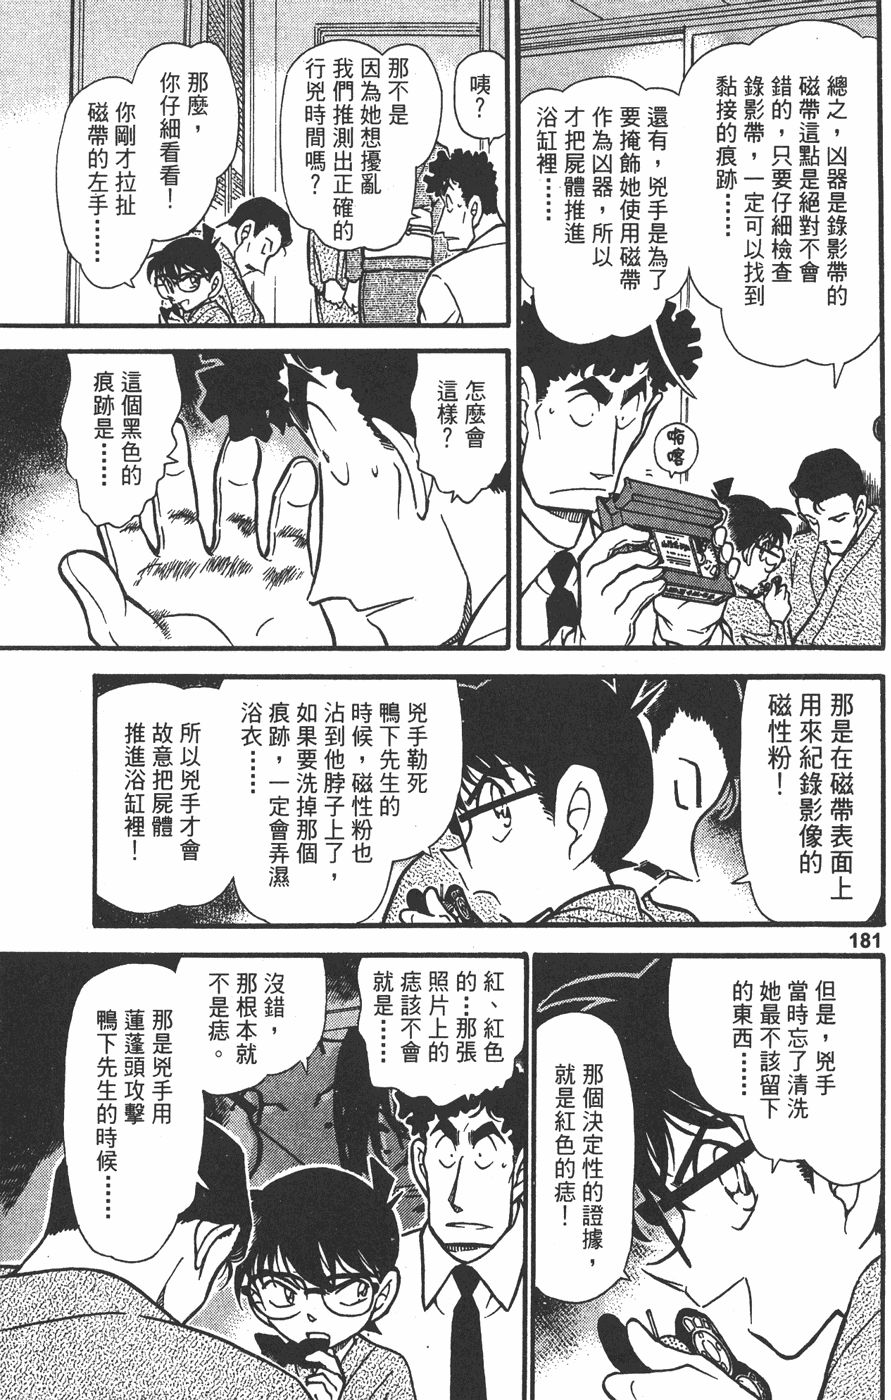 總之，凶器是錄影帶的
磁帶這點是絕對不會
錯的，只要仔細檢查
錄影帶，一定可以找到
黏接的痕跡……
還有，兇手是為了
要掩飾她使用磁帶
作為凶器，所以
才把屍體推進
浴缸裡……
啪喀
咦？
那不是
因為她想擾亂
我們推測出正確的
行兇時間嗎？
那麼，
你仔細看看！
你剛才拉扯
磁帶的左手……
怎麼會
這樣？
這個黑色的
痕跡是……
那是在磁帶表面上
用來紀錄影像的
磁性粉！
兇手勒死
鴨下先生的
時候，磁性粉也
沾到他脖子上了，
如果要洗掉那個
痕跡，一定會弄濕
浴衣……
所以兇手才會
故意把屍體
推進浴缸裡！
181
但是，兇手
當時忘了清洗
她最不該留下
的東西……
那個決定性的證據，
就是紅色的痣！
紅、紅色
的…那張
照片上的
痣該不會
就是……
沒錯，
那根本就
不是痣。
那是兇手用
蓮蓬頭攻擊
鴨下先生的時候……